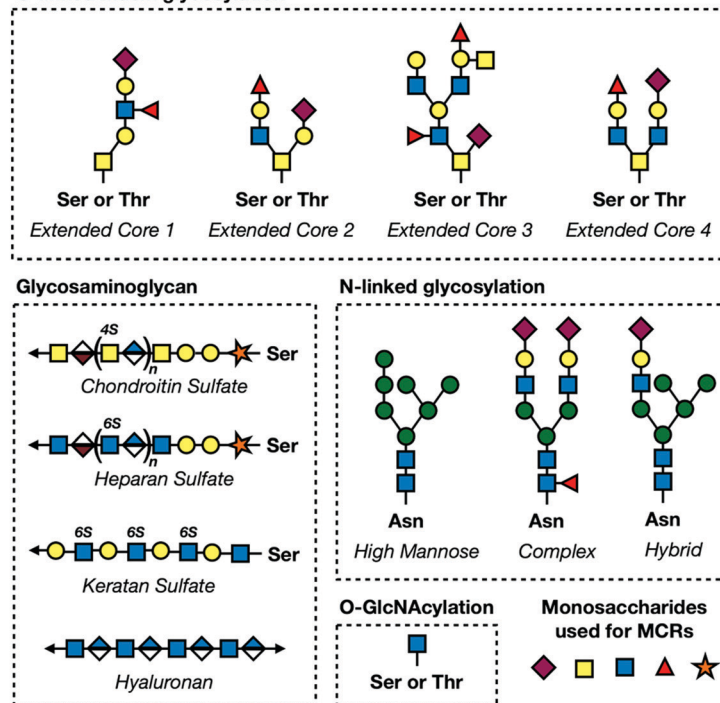 Ser or Thr Ser or Thr Ser or Thr Ser or Thr
Extended Core 1 Extended Core 2 Extended Core 3 Extended Core 4
Glycosaminoglycan
4S
n
Ser
Chondroitin Sulfate
6S
n
Ser
Heparan Sulfate
6S 6S 6S
Ser
Keratan Sulfate
Hyaluronan
N-linked glycosylation
Asn Asn Asn
High Mannose Complex Hybrid
O-GlcNAcylation
Ser or Thr
Monosaccharides
used for MCRs